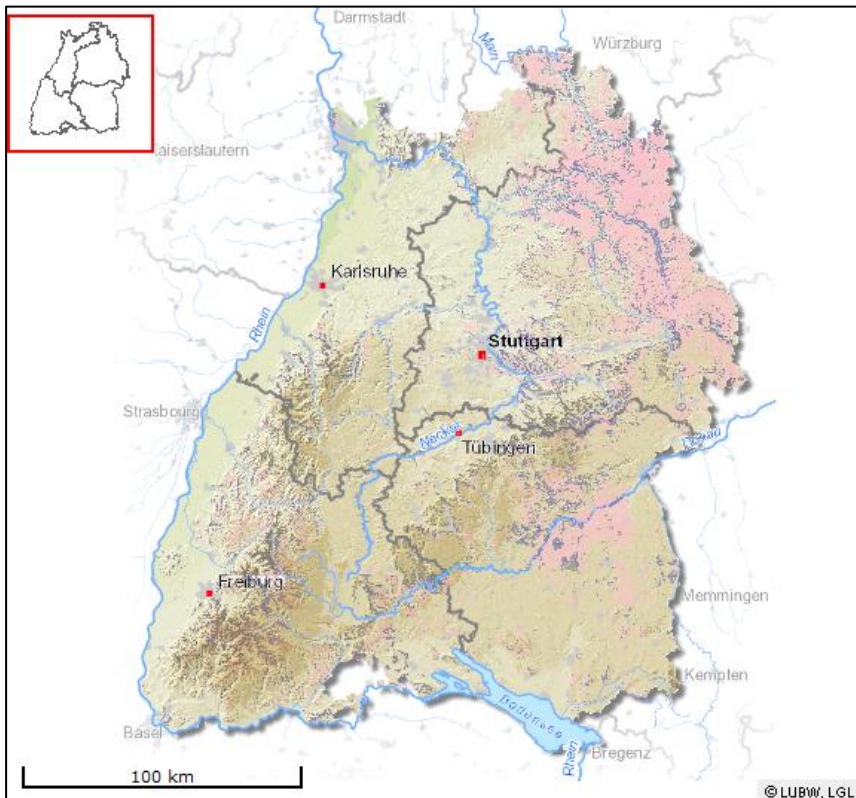 Darmstadt
Main
Würzburg
aiserslautern
Karlsruhe
Rhein
Stuttgart
Strasbourg
Neckar
Tübingen
Donau
Freiburg
Memmingen
Kempten
Bodensee
Basel
Bregenz
Rhein
100 km
©LUBW, LGL